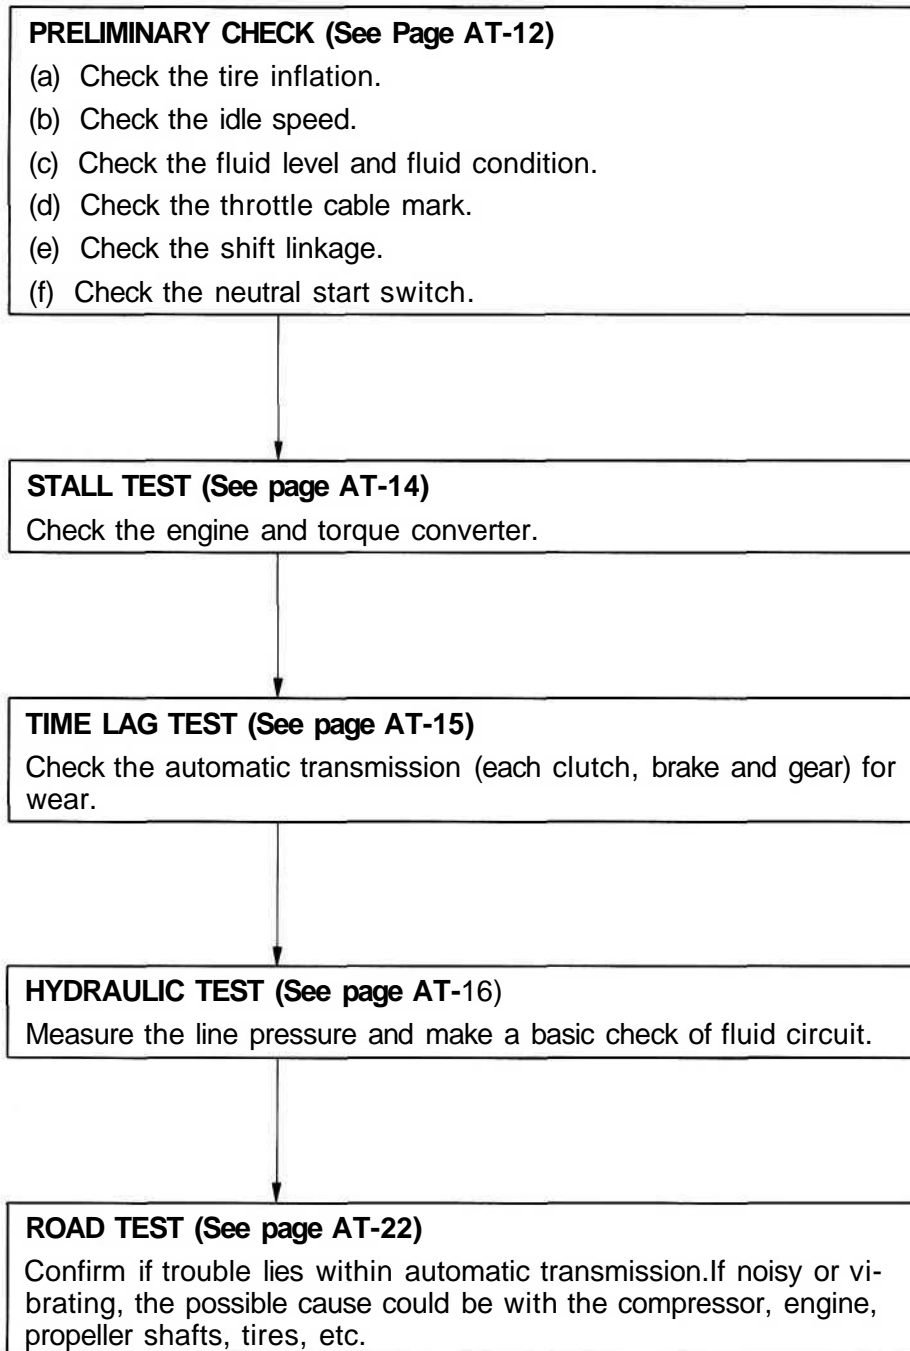 PRELIMINARY CHECK (See Page AT-12)
(a) Check the tire inflation.
(b) Check the idle speed.
(c) Check the fluid level and fluid condition.
(d) Check the throttle cable mark.
(e) Check the shift linkage.
(f) Check the neutral start switch.
STALL TEST (See page AT-14)
Check the engine and torque converter.
TIME LAG TEST (See page AT-15)
Check the automatic transmission (each clutch, brake and gear) for
wear.
HYDRAULIC TEST (See page AT-16)
Measure the line pressure and make a basic check of fluid circuit.
ROAD TEST (See page AT-22)
Confirm if trouble lies within automatic transmission.If noisy or vi-
brating, the possible cause could be with the compressor, engine,
propeller shafts, tires, etc.